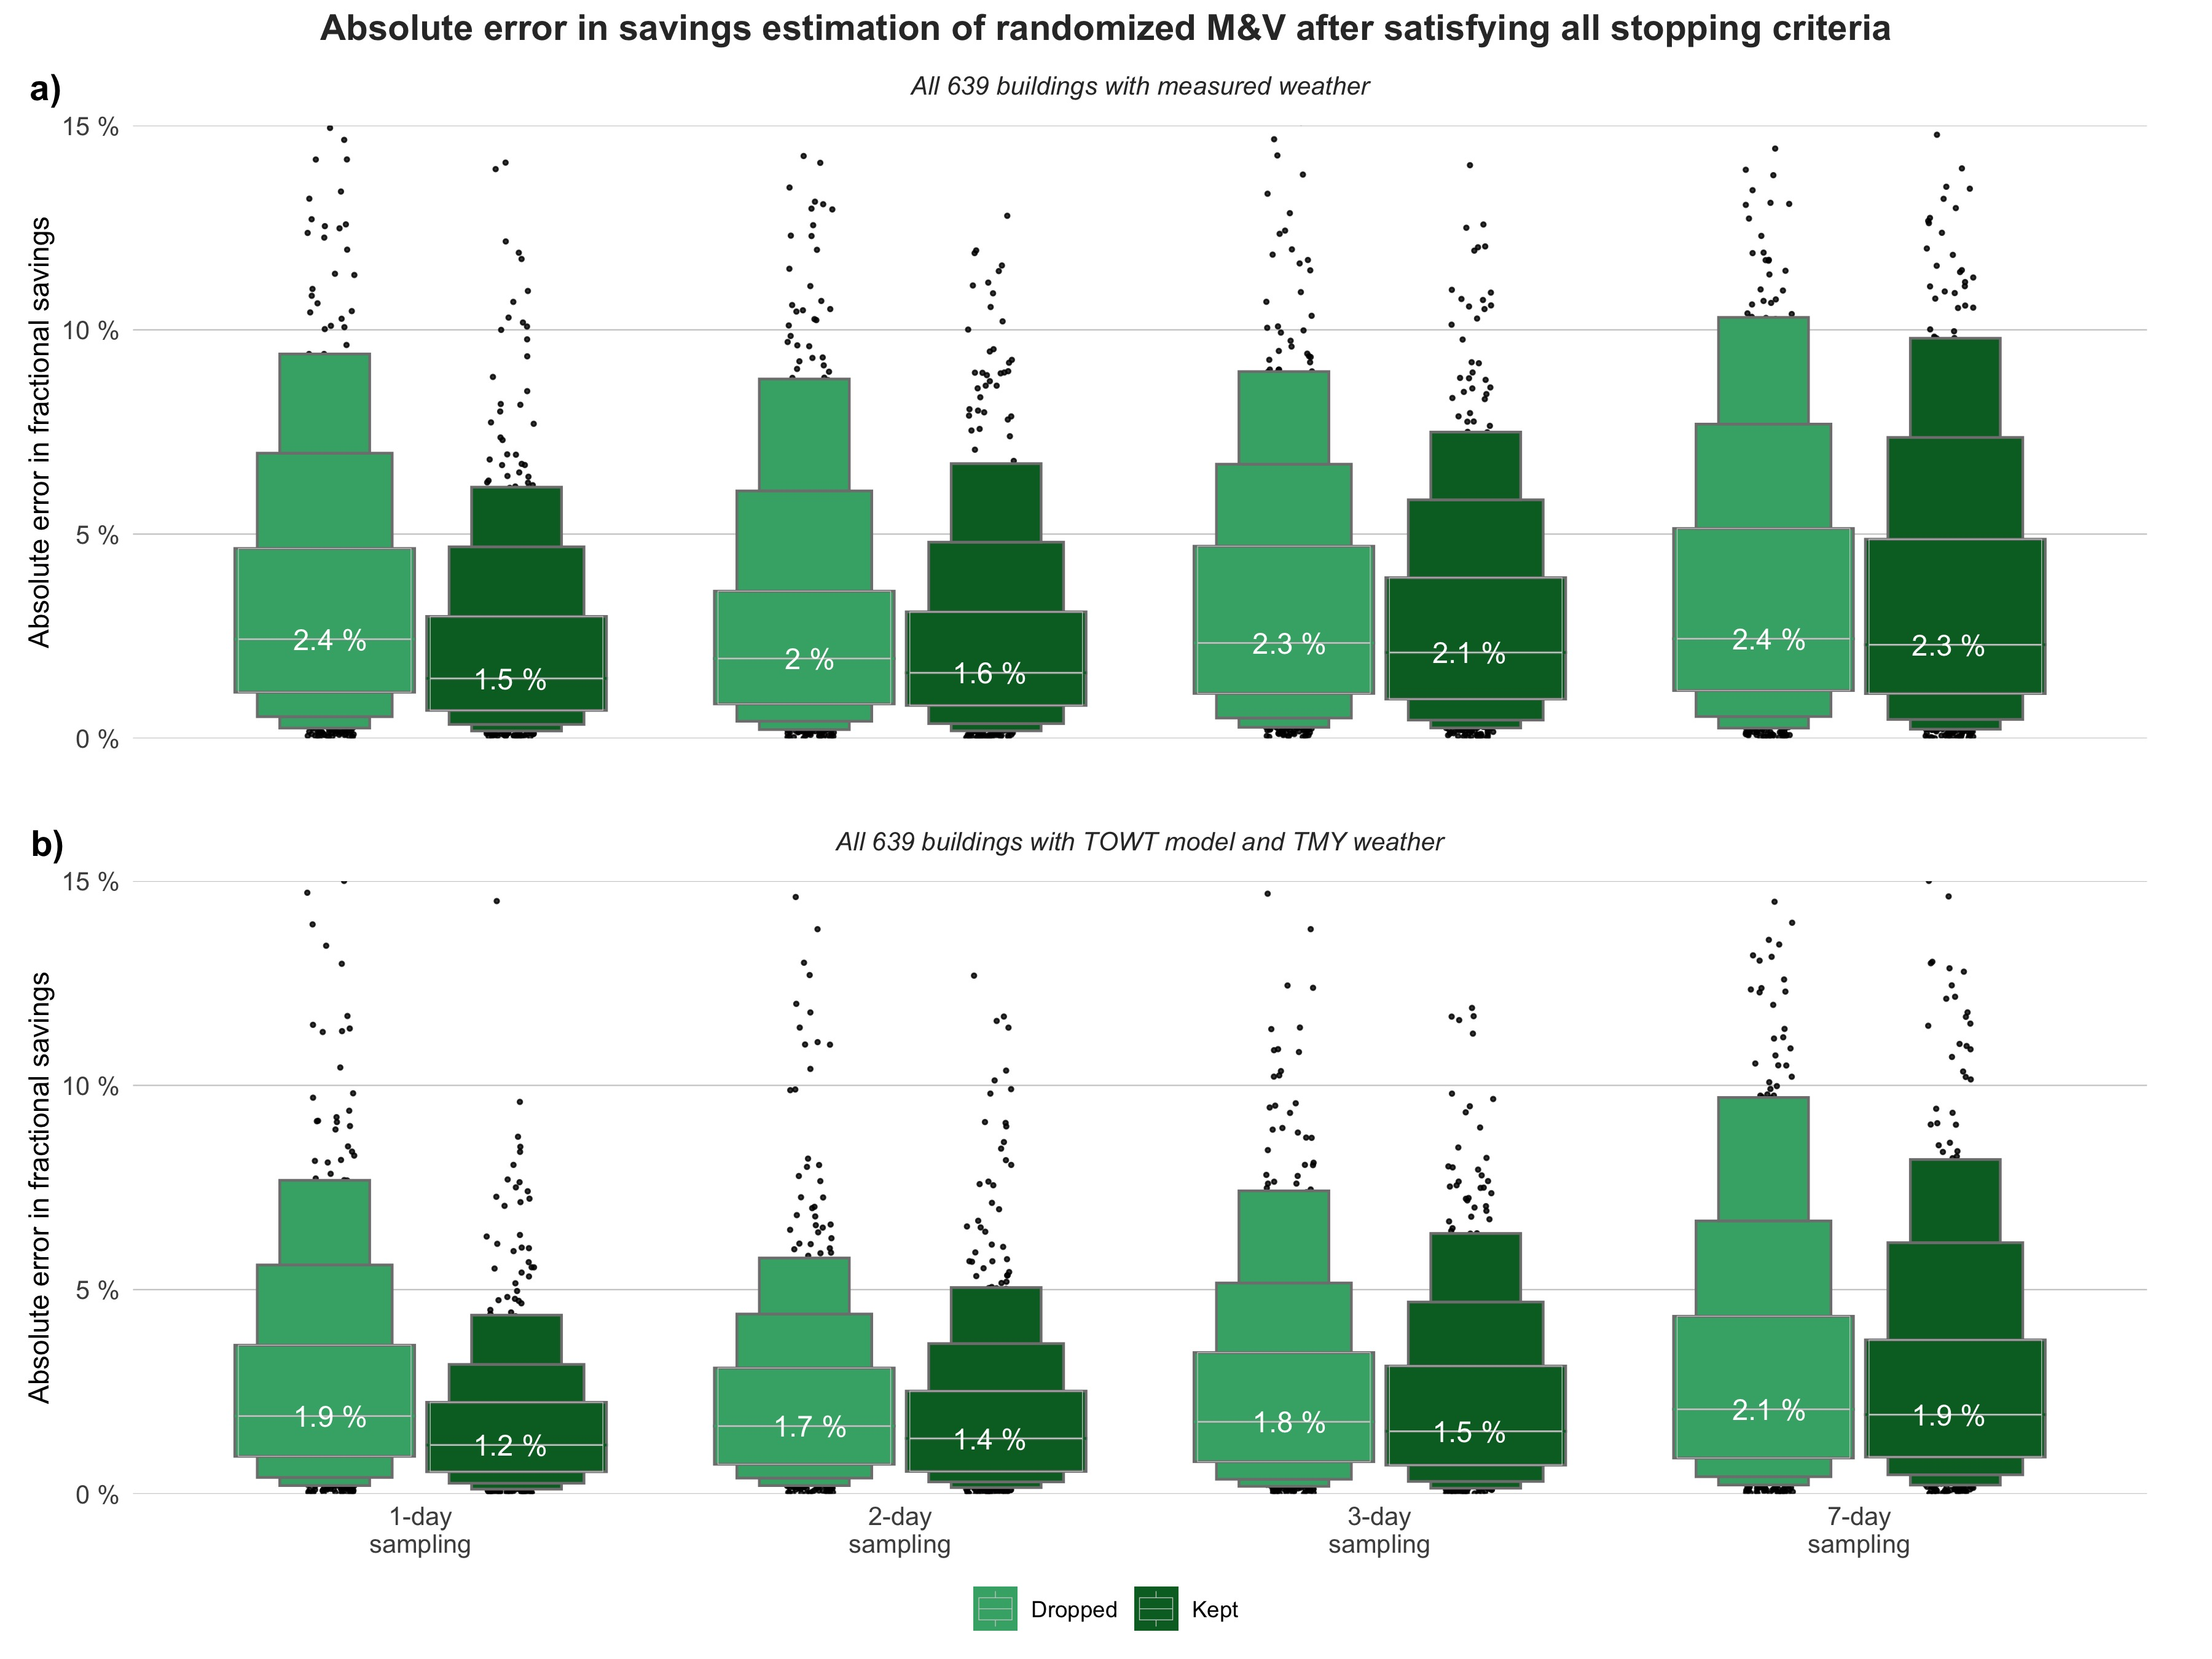 Absolute error in savings estimation of randomized M&V after satisfying all stopping criteria
a)
All 639 buildings with measured weather
Absolute error in fractional savings
15 %
10 %
5 %
0 %
2.4 %
1.5 %
2 %
1.6 %
2.3 %
2.1 %
2.4 %
2.3 %
b)
All 639 buildings with TOWT model and TMY weather
Absolute error in fractional savings
15 %
10 %
5 %
0 %
1.9 %
1.2 %
1.7 %
1.4 %
1.8 %
1.5 %
2.1 %
1.9 %
1-day
sampling
2-day
sampling
3-day
sampling
7-day
sampling
Dropped
Kept